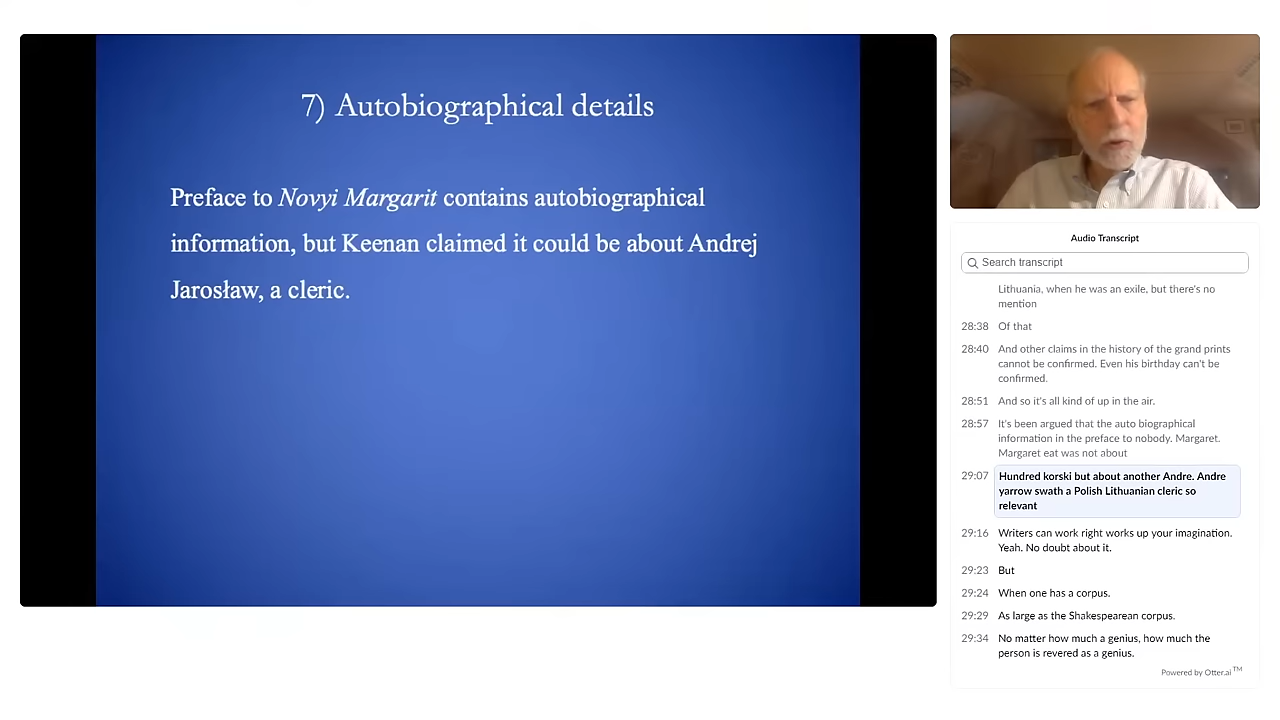 7) Autobiographical details
Preface to Novyi Margarit contains autobiographical
information, but Keenan claimed it could be about Andrej
Jarosław, a cleric.
Audio Transcript
Search transcript
Lithuania, when he was an exile, but there's no
mention
28:38 Of that
28:40 And other claims in the history of the grand prints
cannot be confirmed. Even his birthday can't be
confirmed.
28:51 And so it's all kind of up in the air.
28:57 It's been argued that the auto biographical
information in the preface to nobody. Margaret.
Margaret eat was not about
29:07 Hundred korski but about another Andre. Andre
yarrow swath a Polish Lithuanian cleric so
relevant
29:16 Writers can work right works up your imagination.
Yeah. No doubt about it.
29:23 But
29:24 When one has a corpus.
29:29 As large as the Shakespearean corpus.
29:34 No matter how much a genius, how much the
person is revered as a genius.
Powered by Otter.ai TM